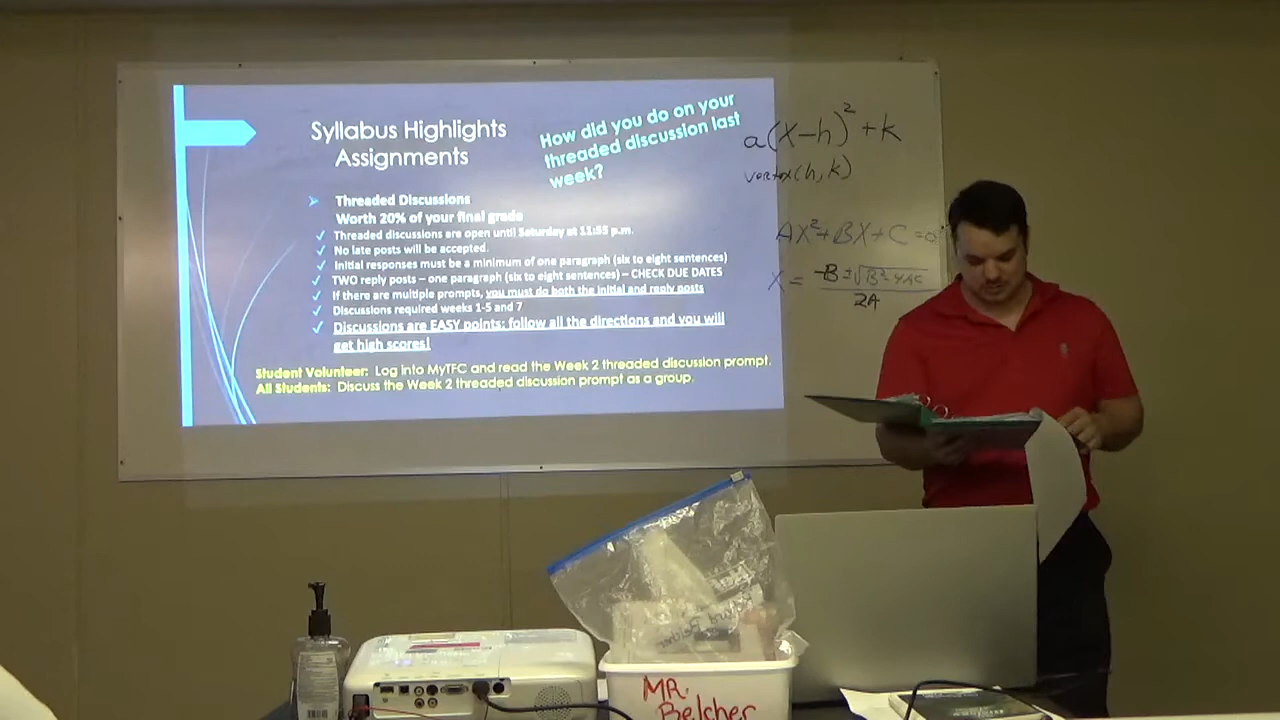 Syllabus Highlights
Assignments
How did you do on your
threaded discussion last
week?
Threaded Discussions
Worth 20% of your final grade
Threaded discussions are open until Saturday at 11:55 p.m.
No late posts will be accepted.
Initial responses must be a minimum of one paragraph (six to eight sentences)
TWO reply posts – one paragraph (six to eight sentences) – CHECK DUE DATES
If there are multiple prompts, you must do both the initial and reply posts
Discussions required weeks 1-5 and 7
Discussions are EASY points: follow all the directions and you will
get high scores!
Student Volunteer: Log into MyTFC and read the Week 2 threaded discussion prompt.
All Students: Discuss the Week 2 threaded discussion prompt as a group.
a(x-h)²+k
vertex(h,k)
AX²+BX+C=0
X = -B±√B²-4AC
2A
MR.
Belcher